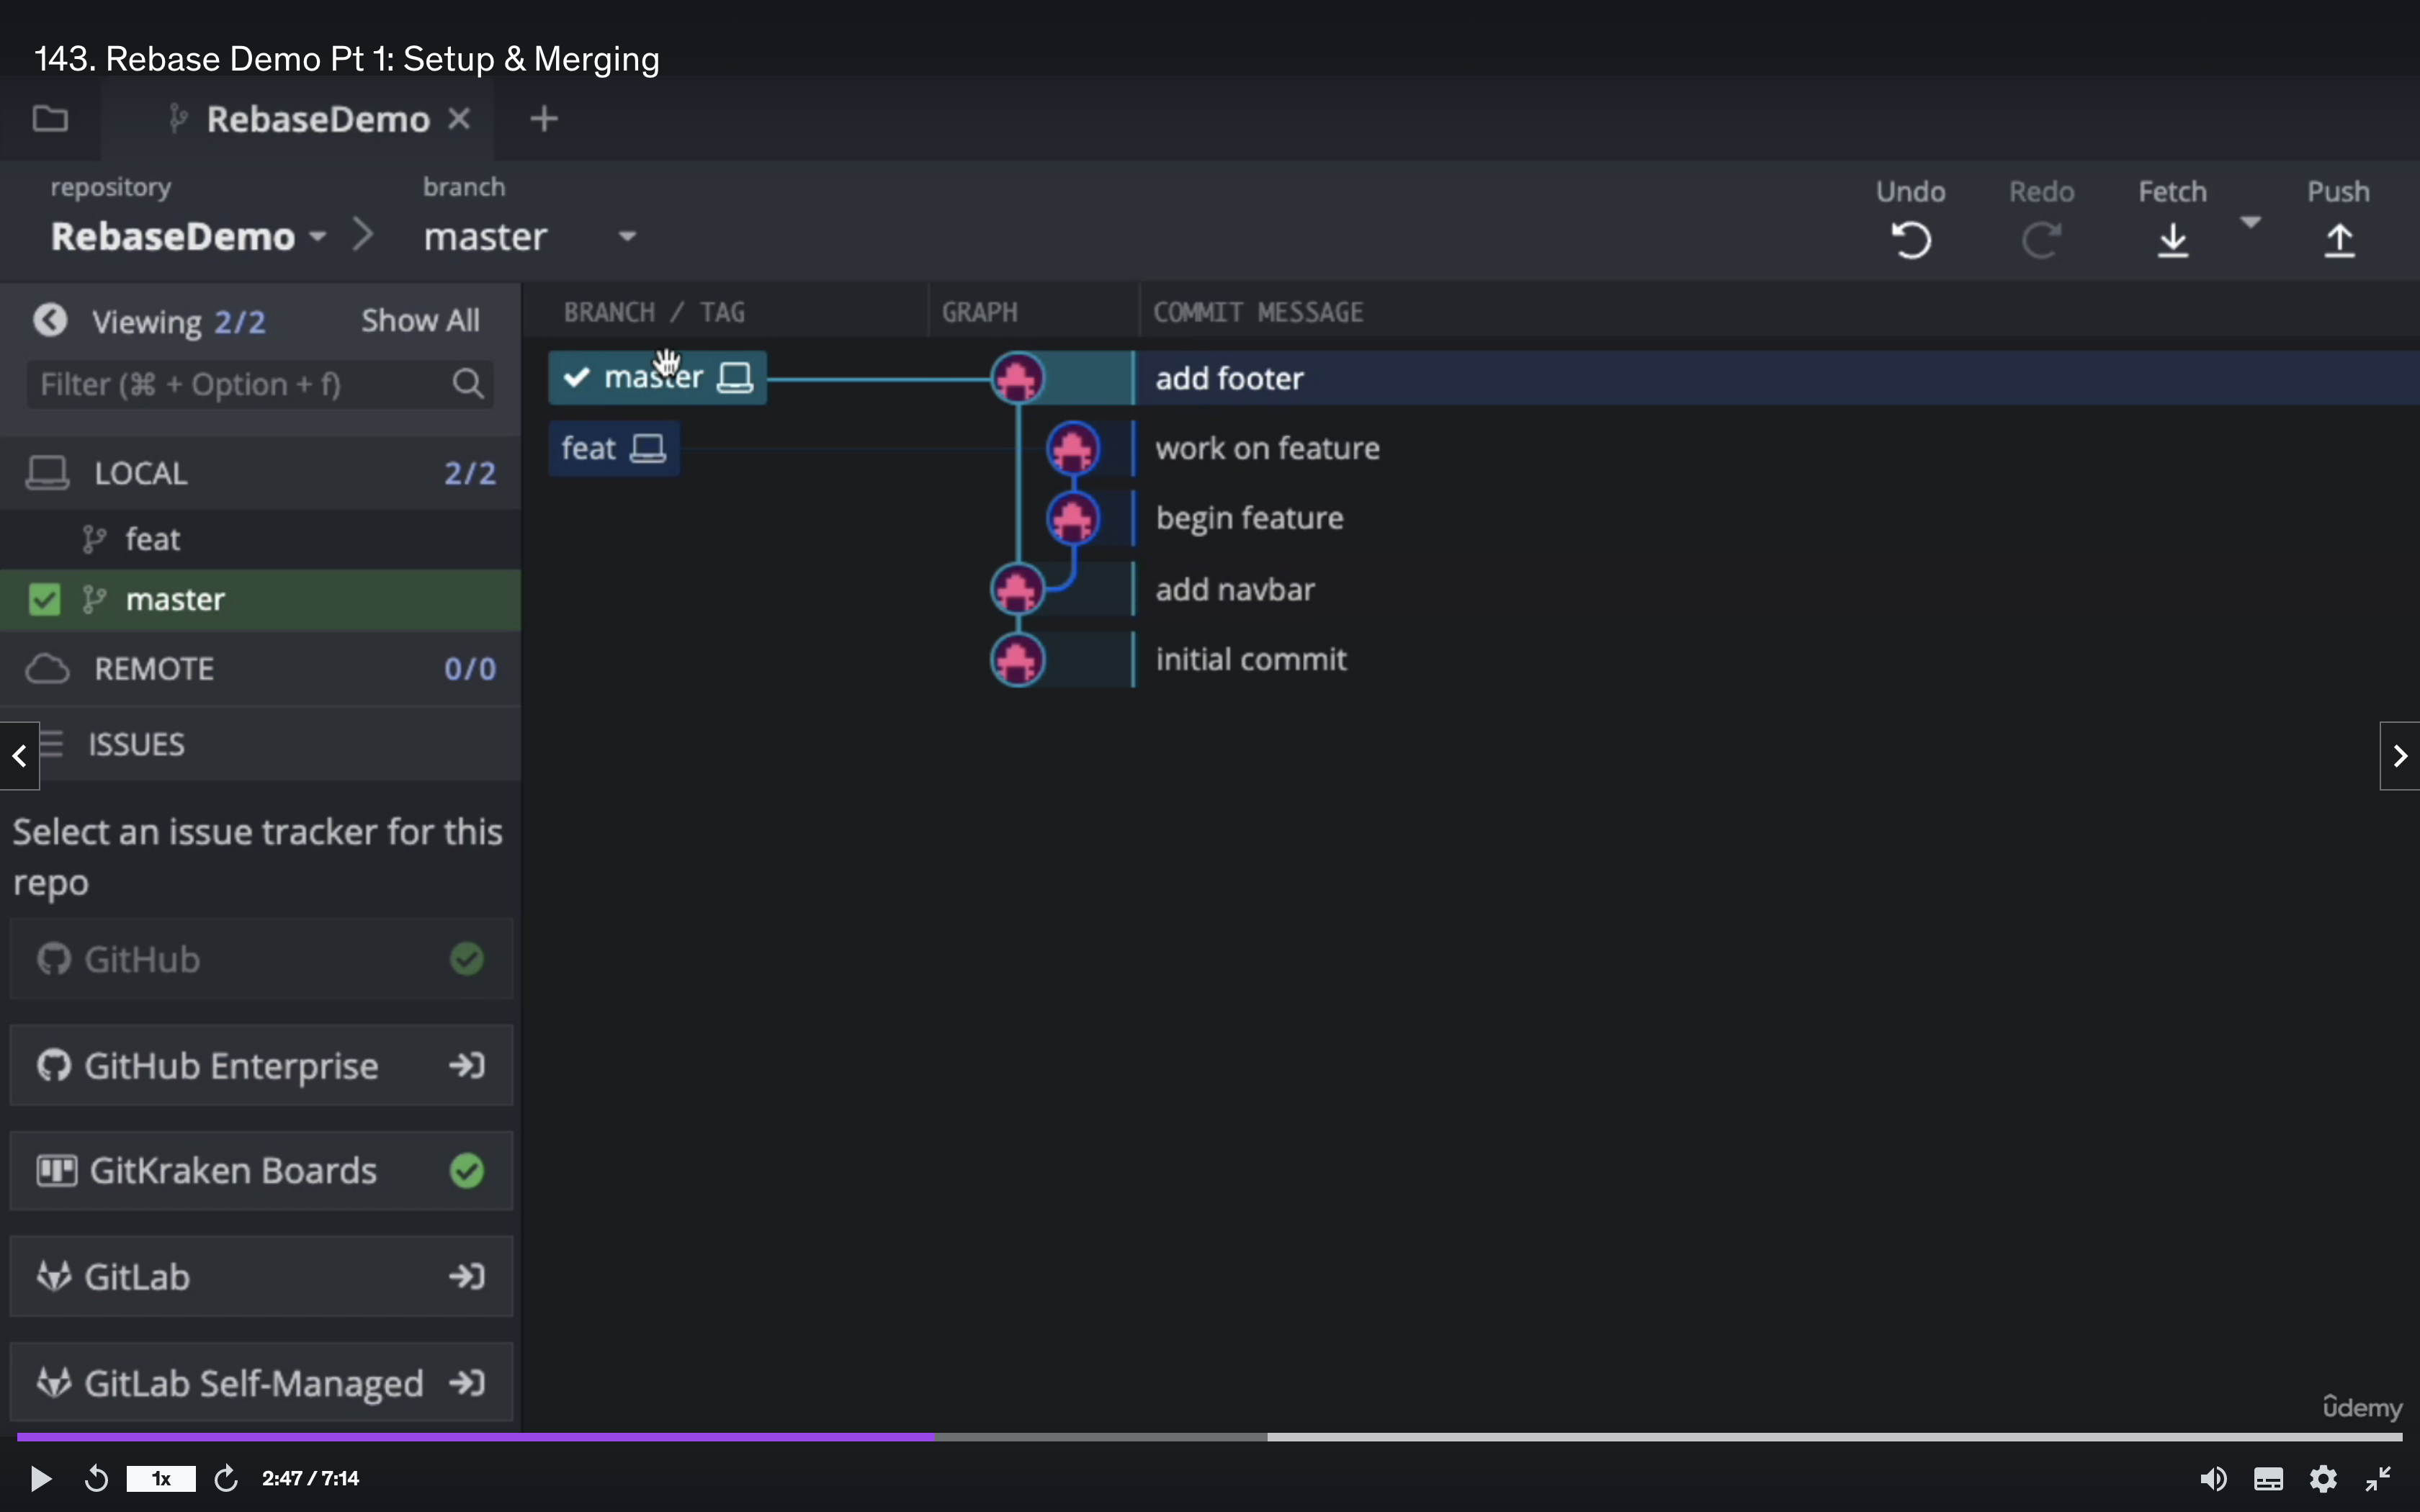 143. Rebase Demo Pt 1: Setup & Merging
RebaseDemo
repository
branch
RebaseDemo
master
Undo
Redo
Fetch
Push
Viewing 2/2
Show All
Filter (⌘ + Option + f)
LOCAL 2/2
feat
master
REMOTE 0/0
ISSUES
Select an issue tracker for this
repo
GitHub
GitHub Enterprise
GitKraken Boards
GitLab
GitLab Self-Managed
BRANCH / TAG
GRAPH
COMMIT MESSAGE
master
add footer
feat
work on feature
begin feature
add navbar
initial commit
ûdemy
1x
2:47 / 7:14